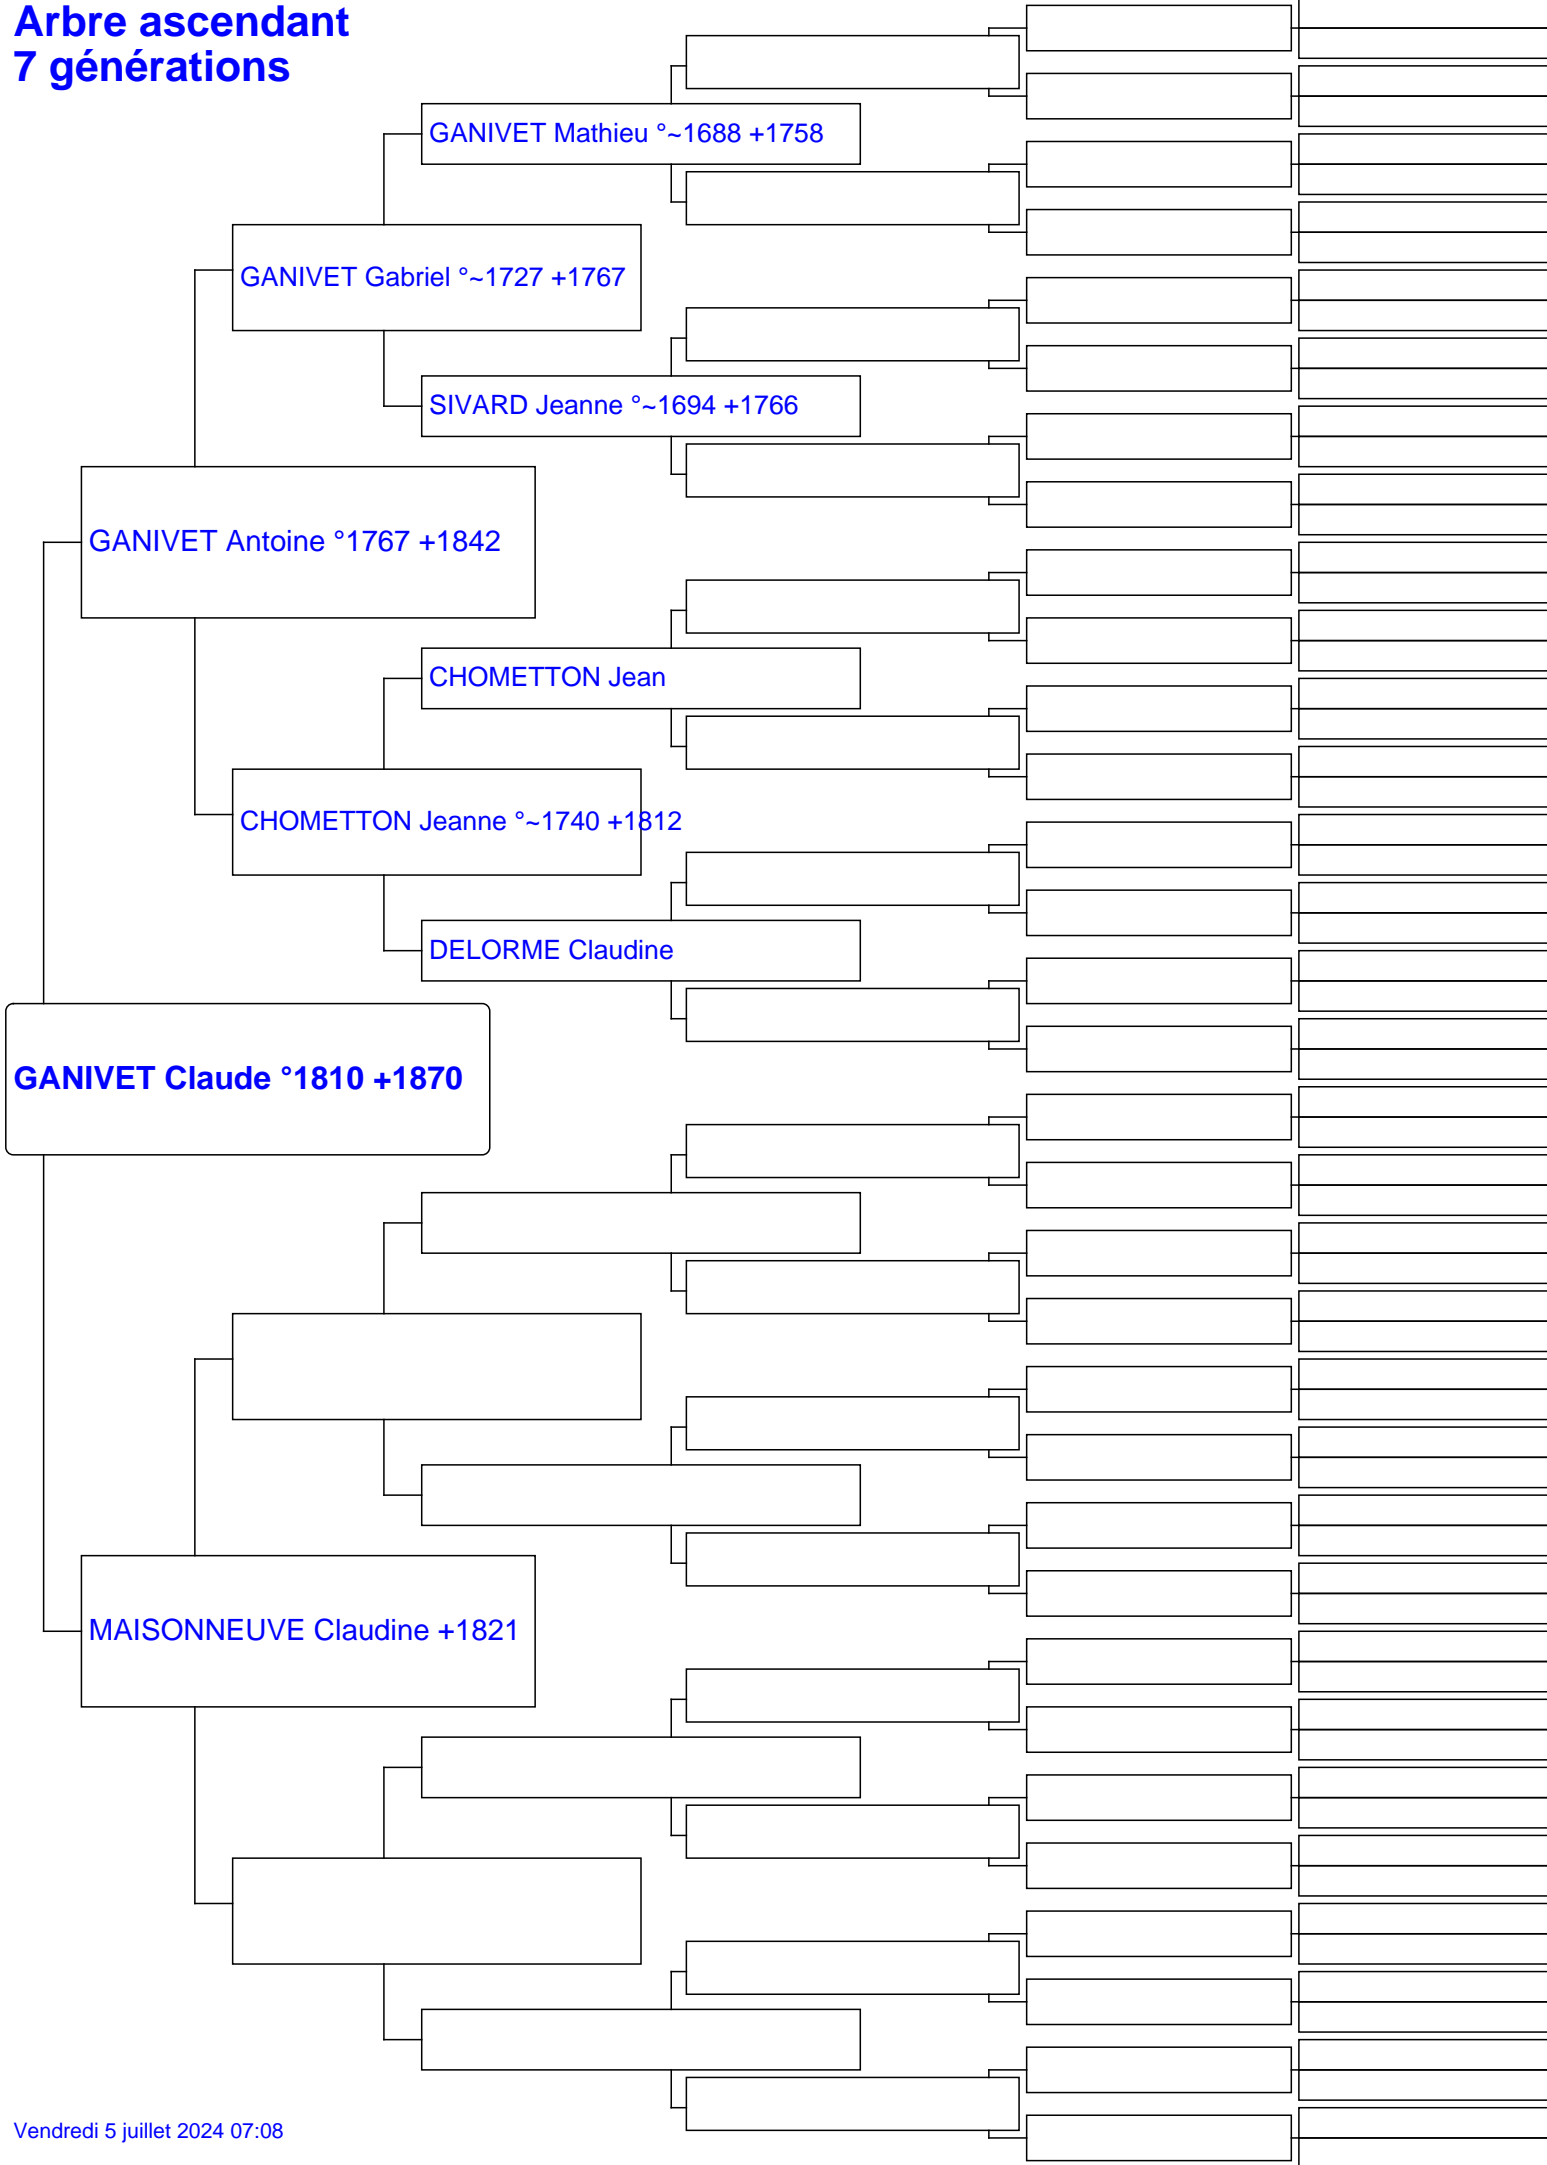 Arbre ascendant
7 générations
GANIVET Mathieu °~1688 +1758
GANIVET Gabriel °~1727 +1767
SIVARD Jeanne °~1694 +1766
GANIVET Antoine °1767 +1842
CHOMETTON Jean
CHOMETTON Jeanne °~1740 +1812
DELORME Claudine
GANIVET Claude °1810 +1870
MAISONNEUVE Claudine +1821
Vendredi 5 juillet 2024 07:08